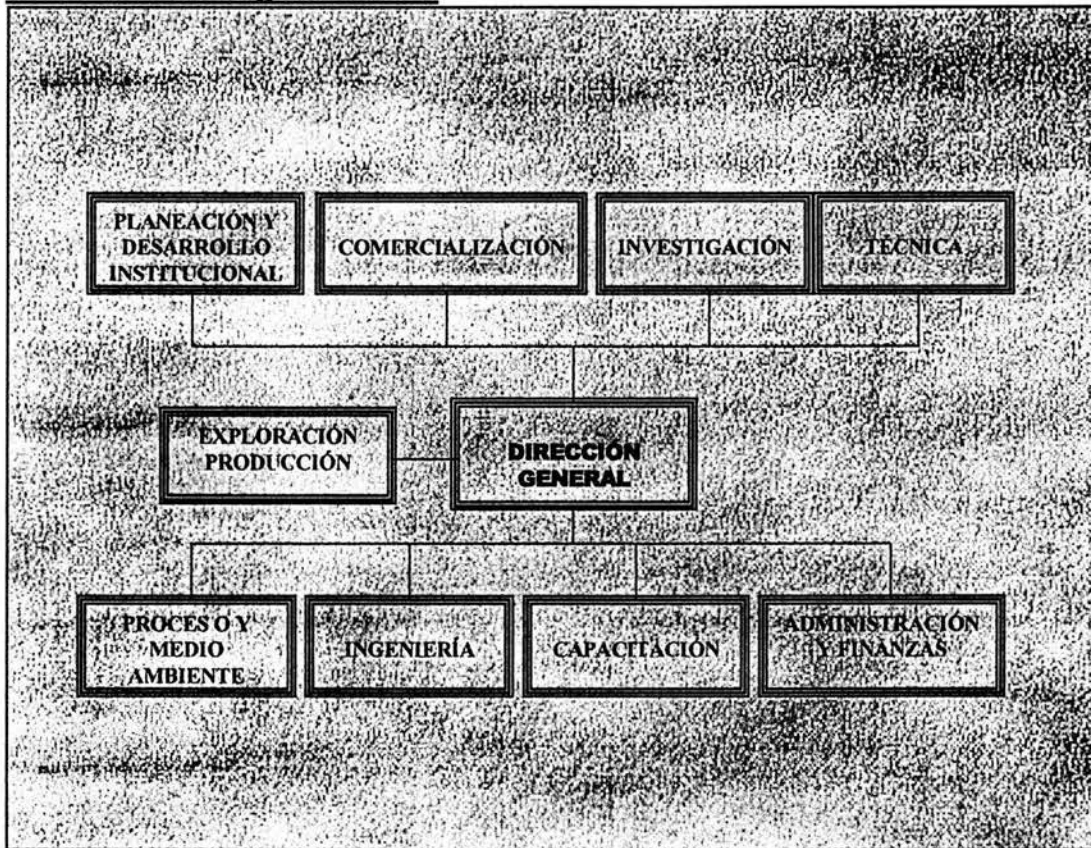 PLANEACIÓN Y
DESARROLLO
INSTITUCIONAL
COMERCIALIZACIÓN
INVESTIGACIÓN
TÉCNICA
EXPLORACIÓN
PRODUCCIÓN
DIRECCIÓN
GENERAL
PROCES O Y
MEDIO
AMBIENTE
INGENIERÍA
CAPACITACIÓN
ADMINISTRACIÓN
Y FINANZAS